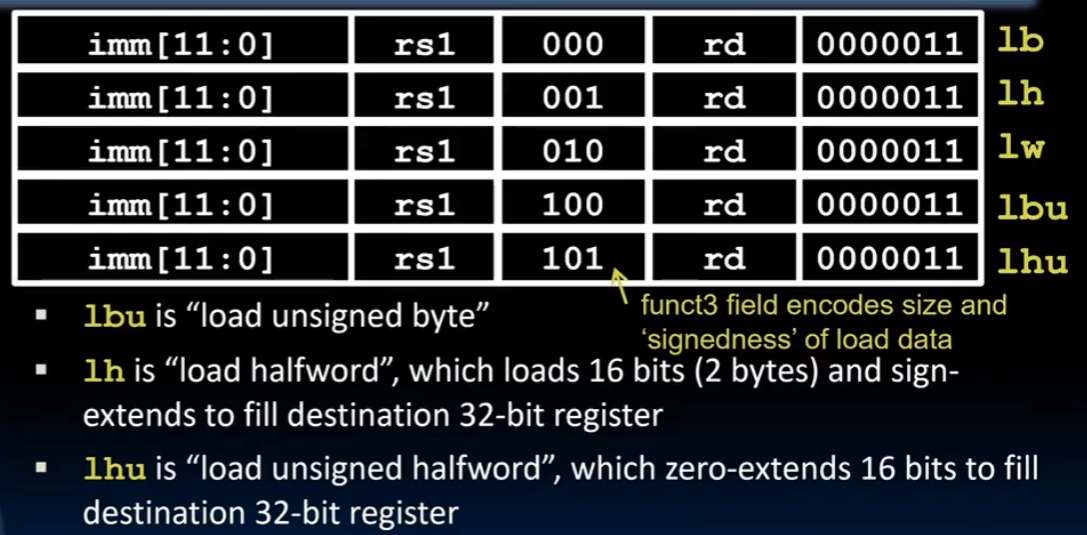 imm[11:0] rs1 000 rd 0000011 lb
imm[11:0] rs1 001 rd 0000011 lh
imm[11:0] rs1 010 rd 0000011 lw
imm[11:0] rs1 100 rd 0000011 lbu
imm[11:0] rs1 101 rd 0000011 lhu
funct3 field encodes size and
‘signedness’ of load data
▪ lbu is “load unsigned byte”
▪ lh is “load halfword”, which loads 16 bits (2 bytes) and sign-
extends to fill destination 32-bit register
▪ lhu is “load unsigned halfword”, which zero-extends 16 bits to fill
destination 32-bit register